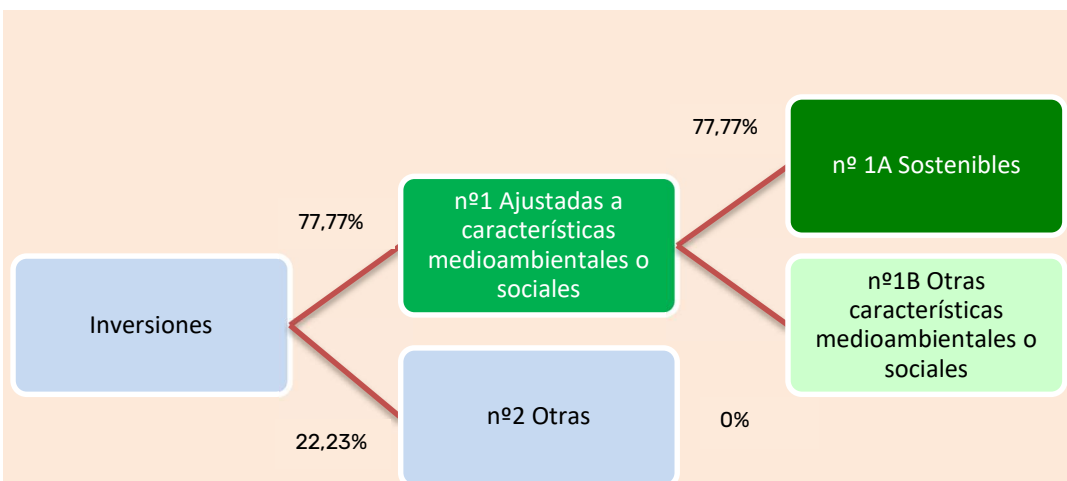 77,77%
nº 1A Sostenibles
77,77%
nº1 Ajustadas a
características
medioambientales o
sociales
Inversiones
nº1B Otras
características
medioambientales o
sociales
nº2 Otras
0%
22,23%